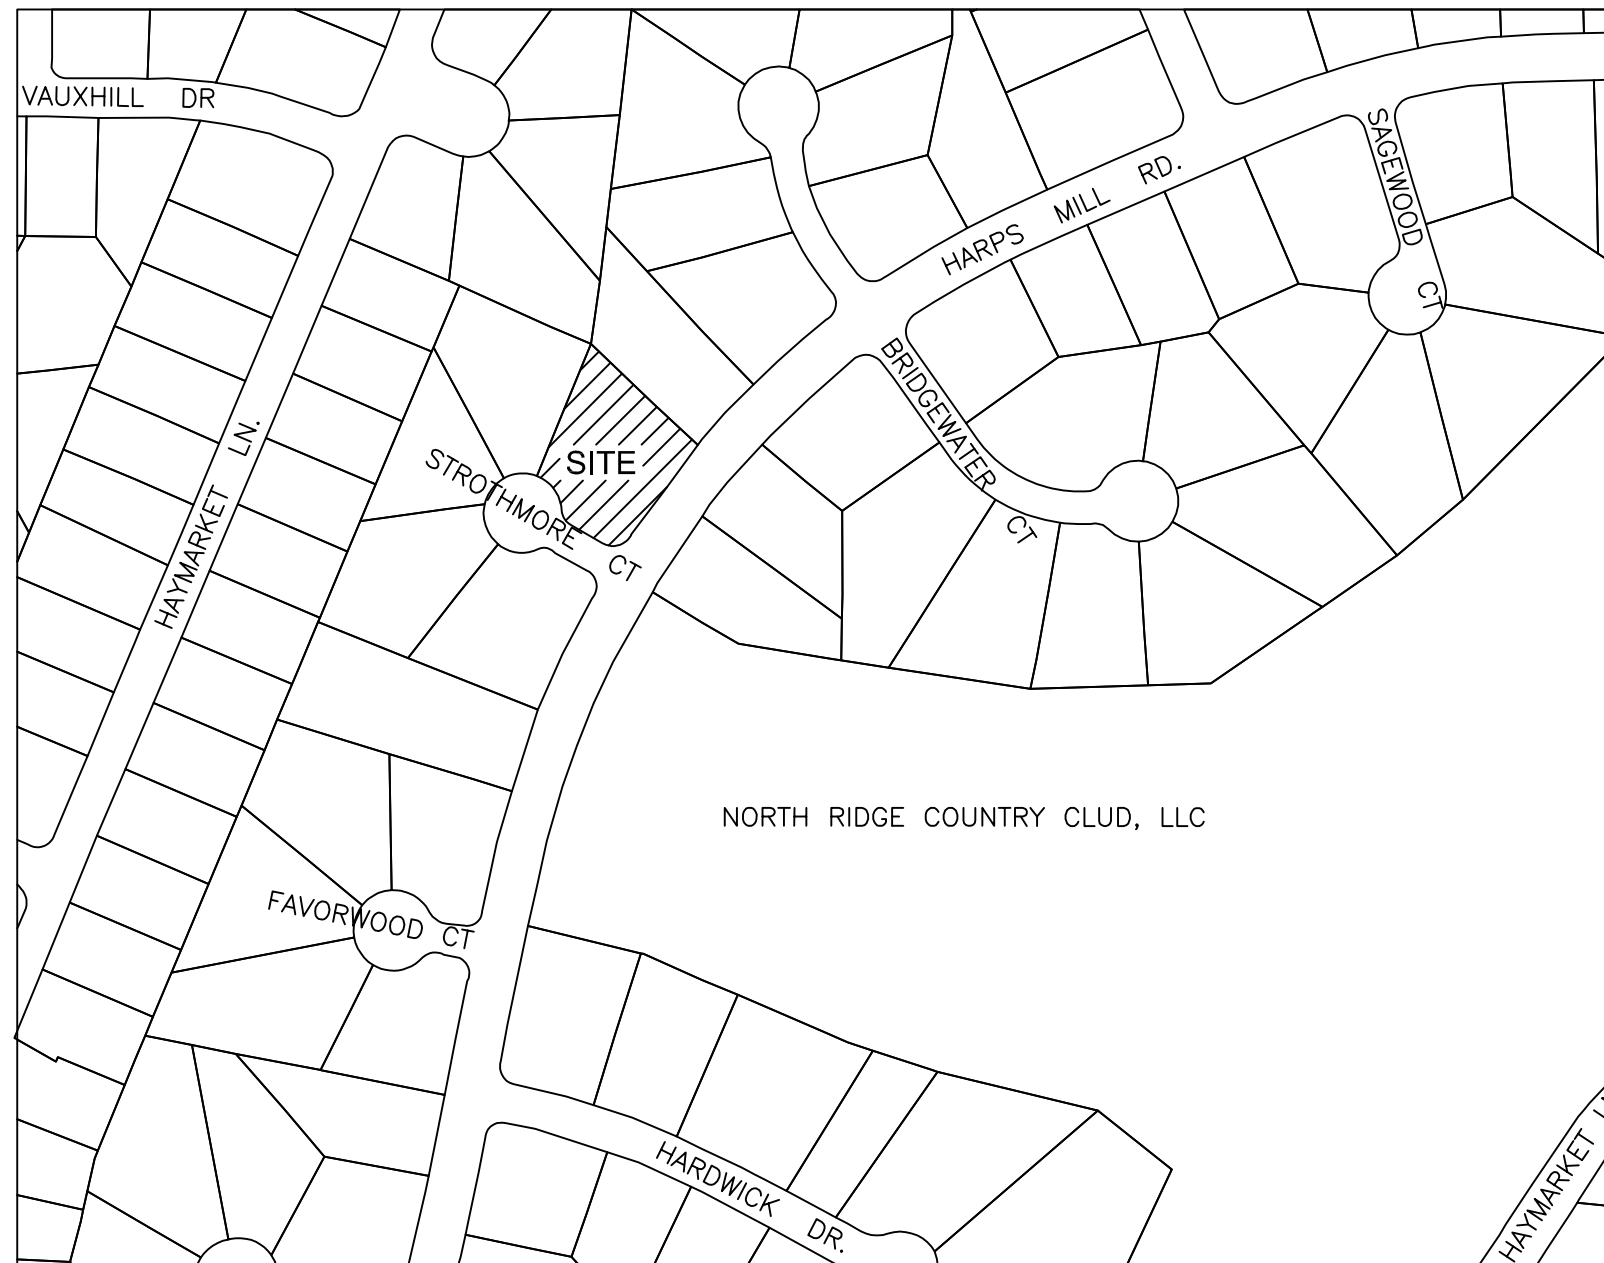 VAUXHILL DR
SAGEWOOD CT
HARPS MILL RD.
BRIDGEWATER CT
HAYMARKET LN.
STROTHMORE CT
SITE
NORTH RIDGE COUNTRY CLUD, LLC
FAVORWOOD CT
HARDWICK DR.
HAYMARKET